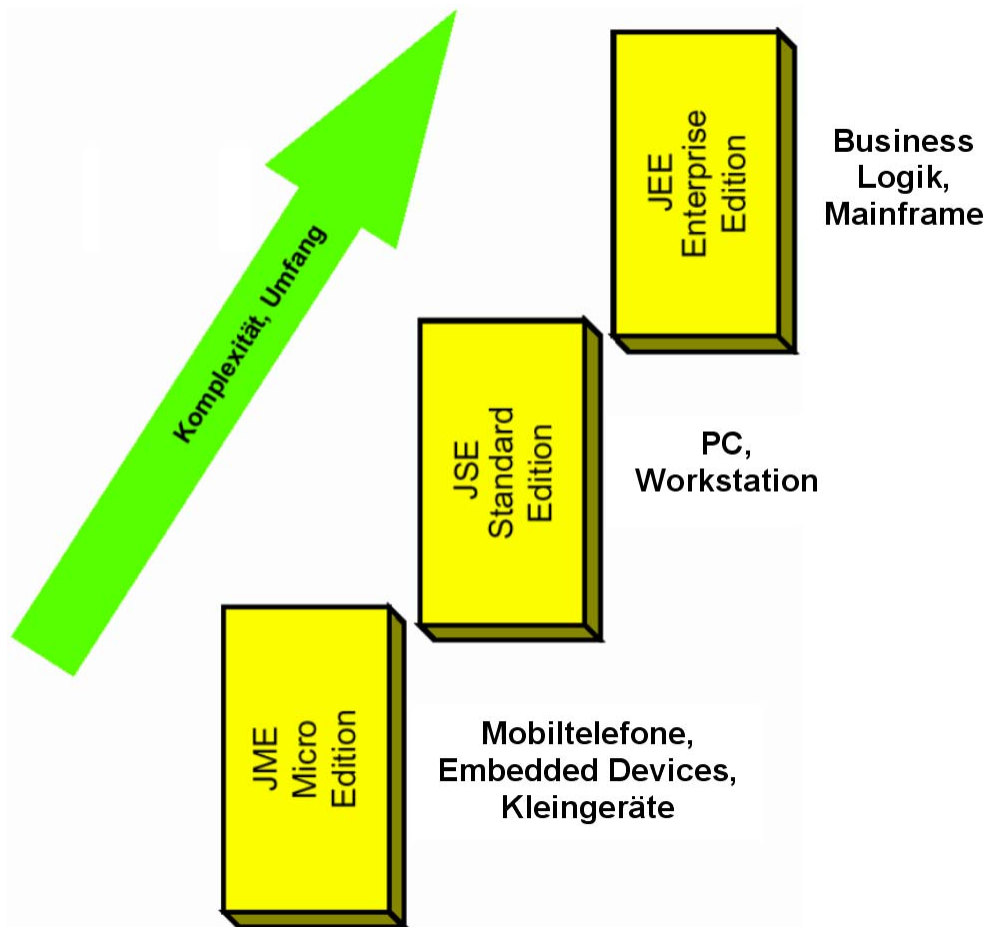 Komplexität, Umfang
JEE
Enterprise
Edition
Business
Logik,
Mainframe
JSE
Standard
Edition
PC,
Workstation
JME
Micro
Edition
Mobiltelefone,
Embedded Devices,
Kleingeräte